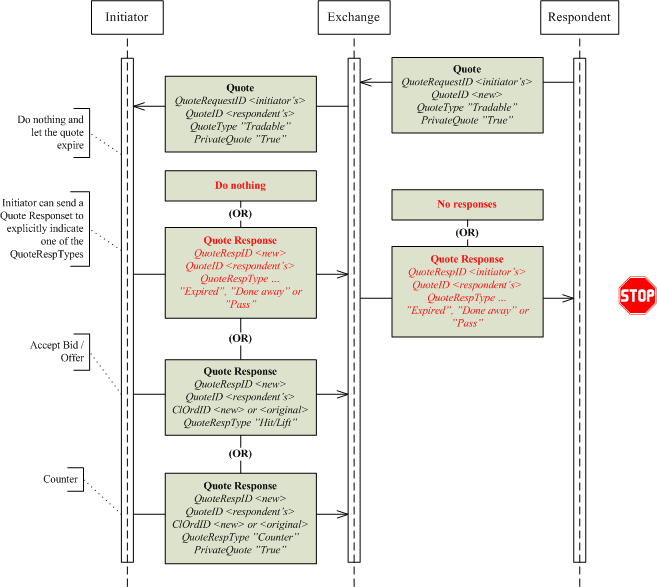 Initiator
Exchange
Respondent
Quote
QuoteRequestID <initiator's>
QuoteID <new>
QuoteType "Tradable"
PrivateQuote "True"
Quote
QuoteRequestID <initiator's>
QuoteID <respondent's>
QuoteType "Tradable"
PrivateQuote "True"
Do nothing and
let the quote
expire
Do nothing
(OR)
Initiator can send a
Quote Responset to
explicitly indicate
one of the
QuoteRespTypes
Quote Response
QuoteRespID <new>
QuoteID <respondent's>
QuoteRespType ...
"Expired", "Done away" or
"Pass"
No responses
(OR)
Quote Response
QuoteRespID <initiator's>
QuoteID <respondent's>
QuoteRespType ...
"Expired", "Done away" or
"Pass"
STOP
(OR)
Accept Bid /
Offer
Quote Response
QuoteRespID <new>
QuoteID <respondent's>
ClOrdID <new> or <original>
QuoteRespType "Hit/Lift"
(OR)
Counter
Quote Response
QuoteRespID <new>
QuoteID <respondent's>
ClOrdID <new> or <original>
QuoteRespType "Counter"
PrivateQuote "True"